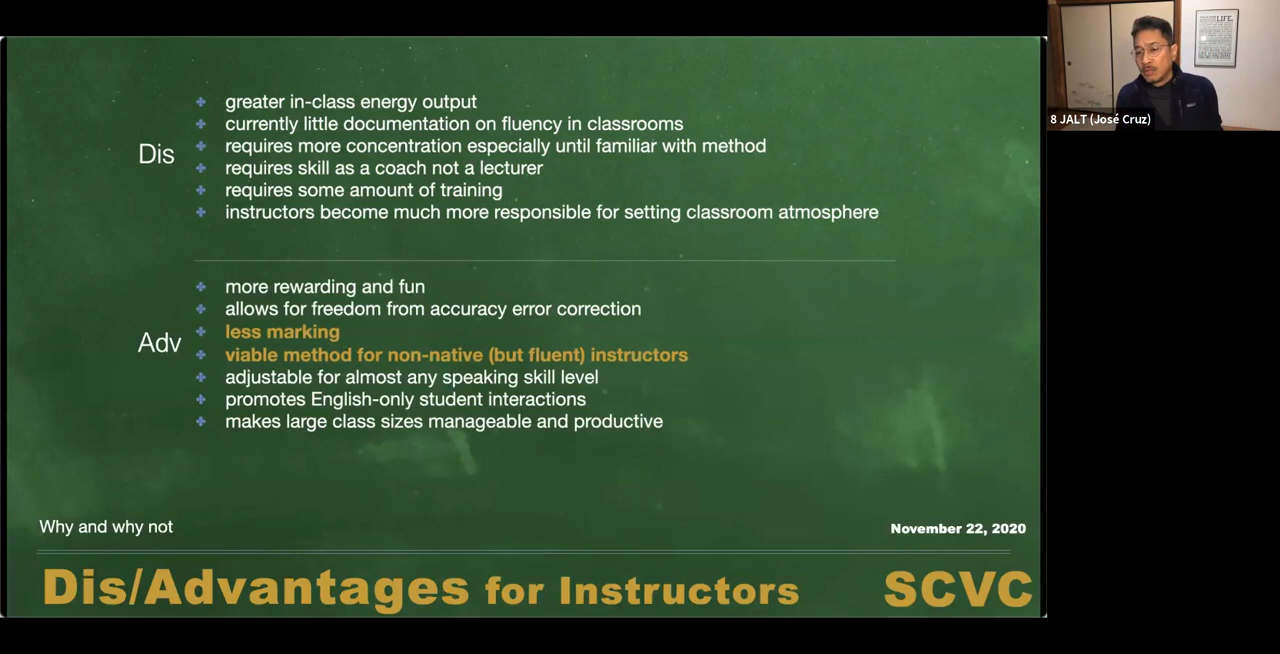 Dis
greater in-class energy output
currently little documentation on fluency in classrooms
requires more concentration especially until familiar with method
requires skill as a coach not a lecturer
requires some amount of training
instructors become much more responsible for setting classroom atmosphere
Adv
more rewarding and fun
allows for freedom from accuracy error correction
less marking
viable method for non-native (but fluent) instructors
adjustable for almost any speaking skill level
promotes English-only student interactions
makes large class sizes manageable and productive
Why and why not
November 22, 2020
Dis/Advantages for Instructors
SCVC
LIFE.
8 JALT (José Cruz)